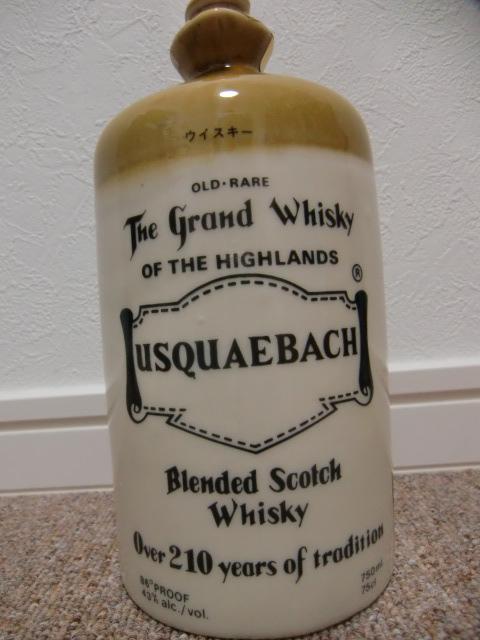 ウイスキー
OLD·RARE
The Grand Whisky
OF THE HIGHLANDS
®
USQUAEBACH
Blended Scotch
Whisky
Over 210 years of tradition
86° PROOF
43% alc./vol.
750ml
75cl